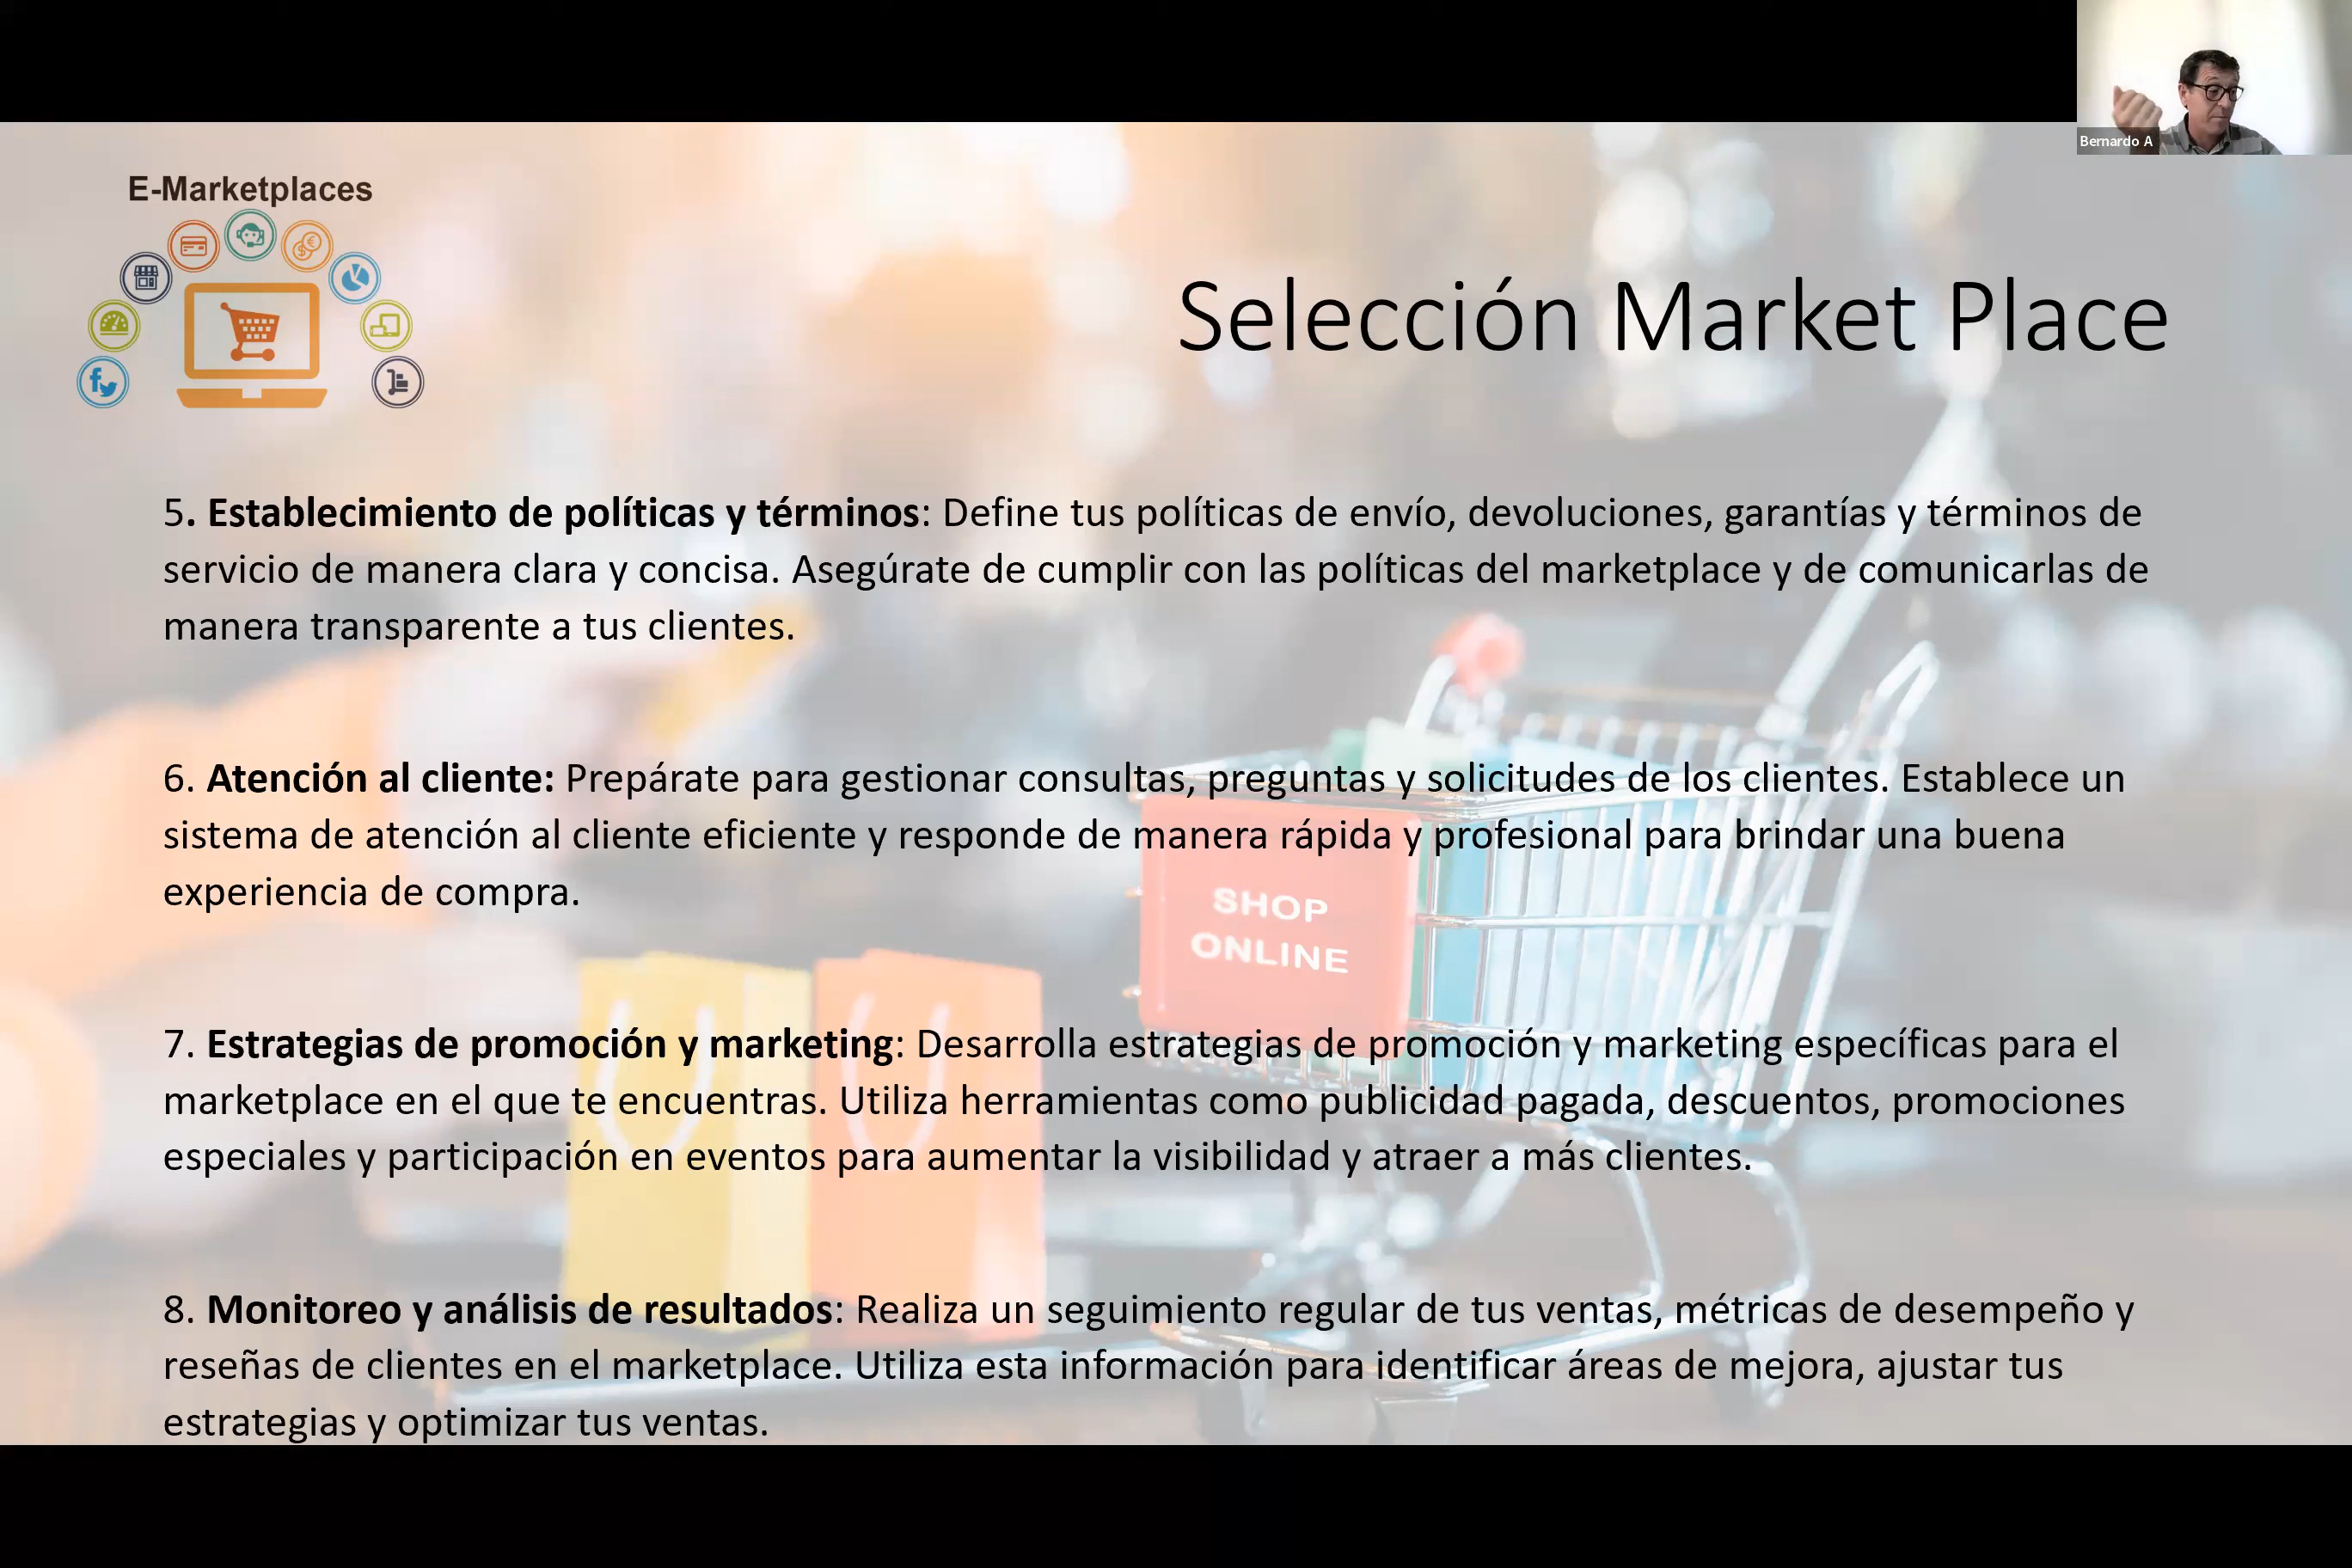 Bernardo A
E-Marketplaces
Selección Market Place
5. Establecimiento de políticas y términos: Define tus políticas de envío, devoluciones, garantías y términos de
servicio de manera clara y concisa. Asegúrate de cumplir con las políticas del marketplace y de comunicarlas de
manera transparente a tus clientes.
6. Atención al cliente: Prepárate para gestionar consultas, preguntas y solicitudes de los clientes. Establece un
sistema de atención al cliente eficiente y responde de manera rápida y profesional para brindar una buena
experiencia de compra.
SHOP
ONLINE
7. Estrategias de promoción y marketing: Desarrolla estrategias de promoción y marketing específicas para el
marketplace en el que te encuentras. Utiliza herramientas como publicidad pagada, descuentos, promociones
especiales y participación en eventos para aumentar la visibilidad y atraer a más clientes.
8. Monitoreo y análisis de resultados: Realiza un seguimiento regular de tus ventas, métricas de desempeño y
reseñas de clientes en el marketplace. Utiliza esta información para identificar áreas de mejora, ajustar tus
estrategias y optimizar tus ventas.